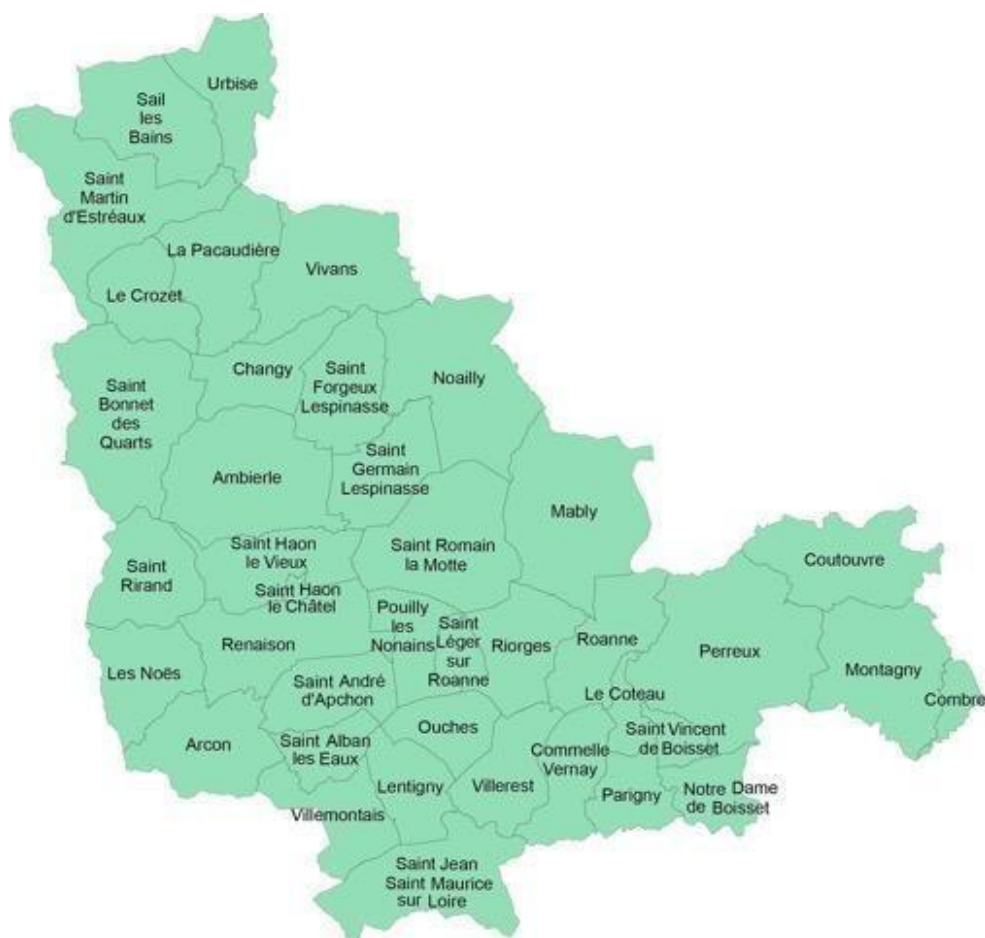 Urbise
Sail
les
Bains
Saint
Martin
d'Estréaux
La Pacaudière
Vivans
Le Crozet
Changy
Saint
Forgeux
Lespinasse
Noailly
Saint
Bonnet
des
Quarts
Saint
Germain
Lespinasse
Ambierle
Mably
Saint Haon
le Vieux
Saint Romain
la Motte
Coutouvre
Saint
Rirand
Saint Haon
le Châtel
Pouilly
les
Nonains
Saint
Léger
sur
Roanne
Riorges
Roanne
Renaison
Perreux
Les Noës
Montagny
Saint André
d'Apchon
Le Coteau
Combre
Ouches
Saint Vincent
de Boisset
Arcon
Saint Alban
les Eaux
Commelle
Vernay
Lentigny
Villerest
Parigny
Notre Dame
de Boisset
Villemontais
Saint Jean
Saint Maurice
sur Loire